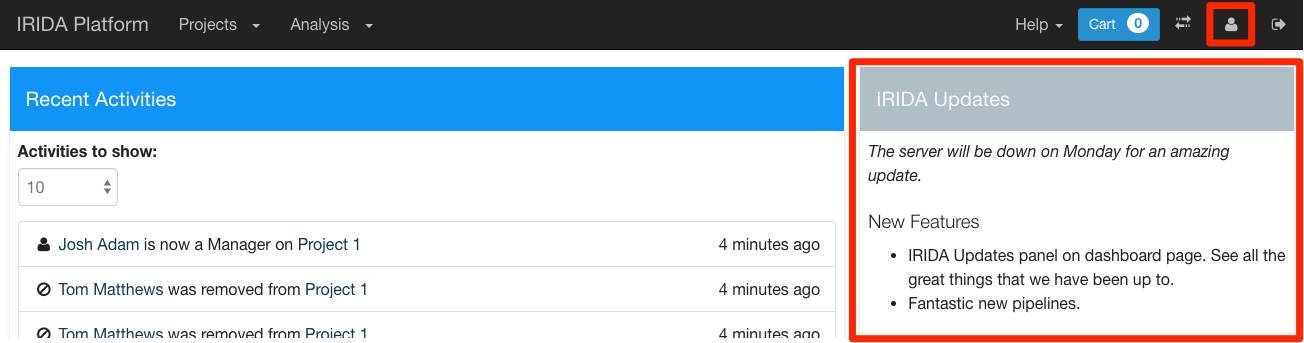 IRIDA Platform Projects Analysis Help Cart 0
Recent Activities
Activities to show:
10
Josh Adam is now a Manager on Project 1 4 minutes ago
Tom Matthews was removed from Project 1 4 minutes ago
Tom Matthews was removed from Project 1 4 minutes ago
IRIDA Updates
The server will be down on Monday for an amazing
update.
New Features
• IRIDA Updates panel on dashboard page. See all the
great things that we have been up to.
• Fantastic new pipelines.